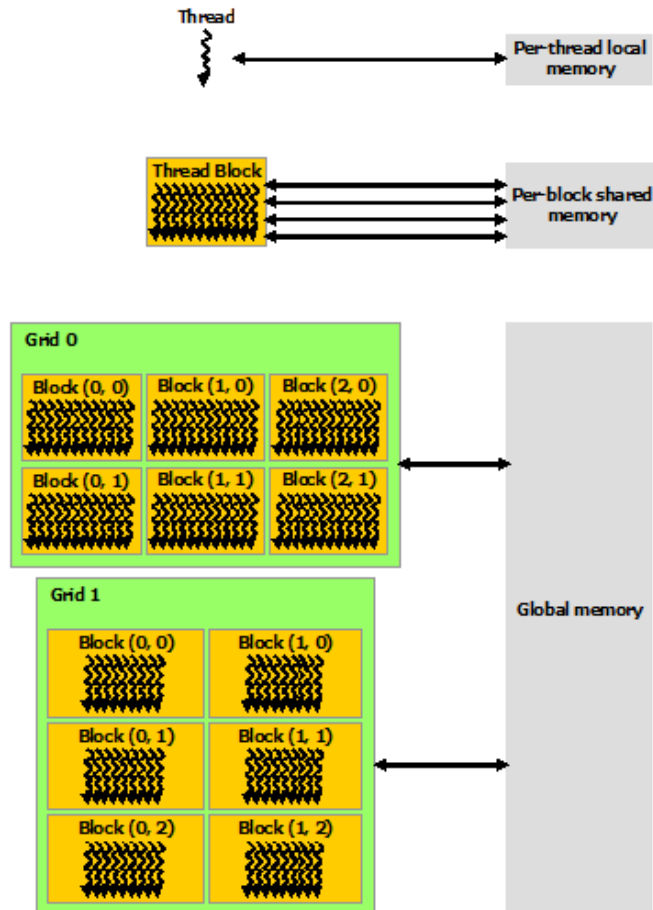 Thread
Per-thread local
memory
Thread Block
Per-block shared
memory
Grid 0
Block (0, 0)
Block (1, 0)
Block (2, 0)
Block (0, 1)
Block (1, 1)
Block (2, 1)
Grid 1
Global memory
Block (0, 0)
Block (1, 0)
Block (0, 1)
Block (1, 1)
Block (0, 2)
Block (1, 2)